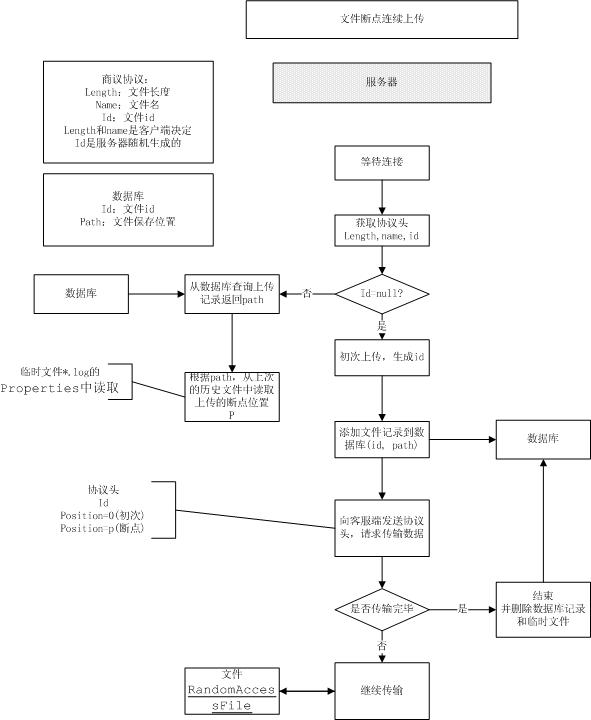 文件断点连续上传
服务器
商议协议：
Length：文件长度
Name：文件名
Id：文件id
Length和name是客户端决定
Id是服务器随机生成的
数据库
Id：文件id
Path：文件保存位置
等待连接
获取协议头
Length,name,id
数据库
从数据库查询上传
记录返回path
否
Id=null?
是
初次上传，生成id
临时文件*.log的
Properties中读取
根据path，从上次
的历史文件中读取
上传的断点位置
P
添加文件记录到数
据库(id, path)
数据库
协议头
Id
Position=0(初次)
Position=p(断点)
向客服端发送协议
头，请求传输数据
是否传输完毕
是
结束
并删除数据库记录
和临时文件
否
文件
RandomAcces
sFile
继续传输